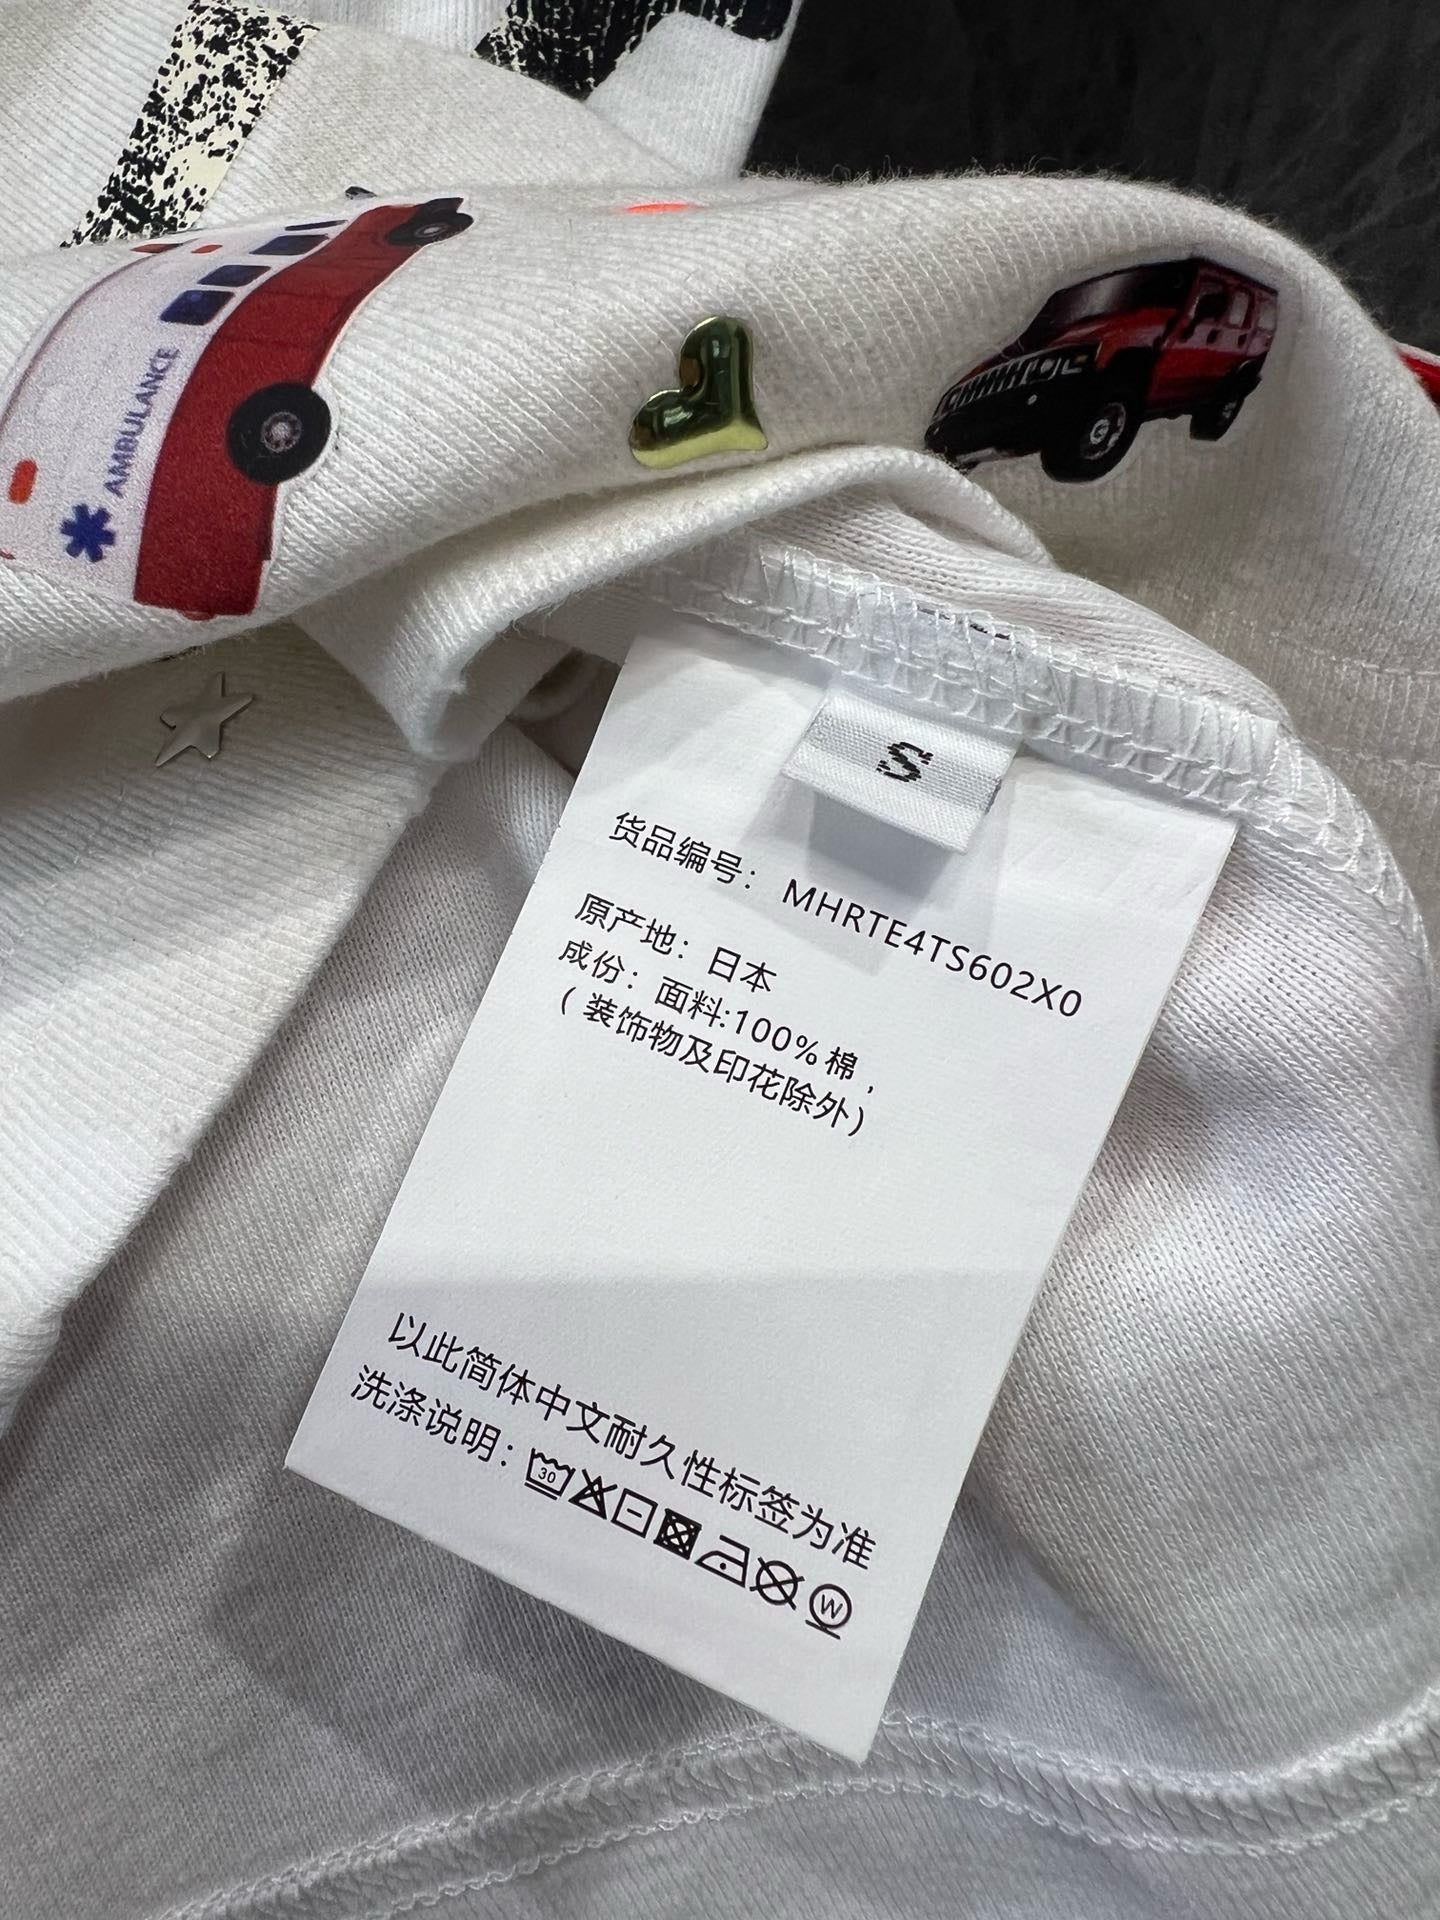 AMBULANCE
S
货品编号：MHRTE4TS602X0
原产地：日本
成份：面料:100%棉，
（装饰物及印花除外）
以此简体中文耐久性标签为准
洗涤说明：
30
W